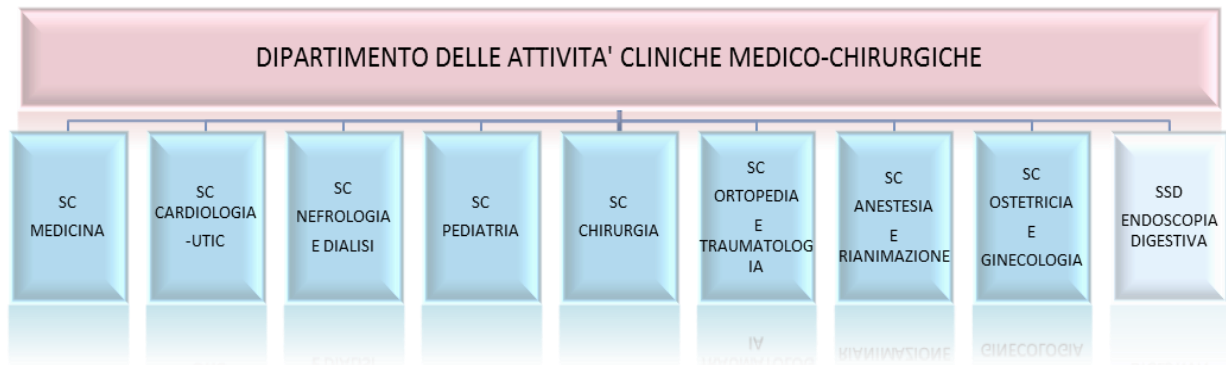 DIPARTIMENTO DELLE ATTIVITA' CLINICHE MEDICO-CHIRURGICHE
SC
MEDICINA
SC
CARDIOLOGIA
-UTIC
SC
NEFROLOGIA
E DIALISI
SC
PEDIATRIA
SC
CHIRURGIA
SC
ORTOPEDIA
E
TRAUMATOLOG
IA
SC
ANESTESIA
E
RIANIMAZIONE
SC
OSTETRICIA
E
GINECOLOGIA
SSD
ENDOSCOPIA
DIGESTIVA